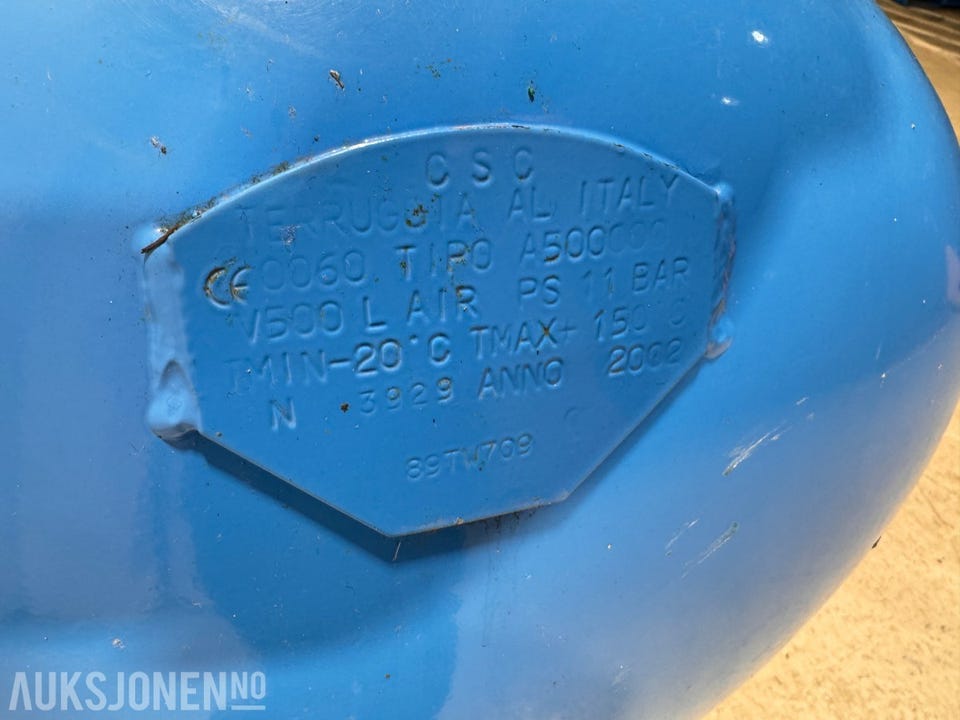 CSC
TERRUGGIA AL ITALY
CE 0060 TIPO A500000
V500 L AIR PS 11 BAR
TMIN-20°C TMAX+ 150°C
N 3929 ANNO 2002
89TW709
AUKSJONEN.NO